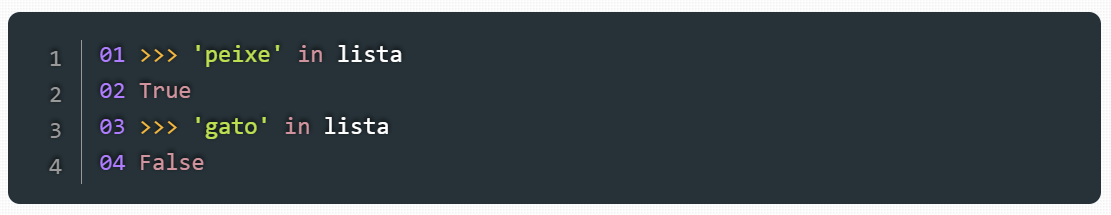 1 01 >>> 'peixe' in lista
2 02 True
3 03 >>> 'gato' in lista
4 04 False